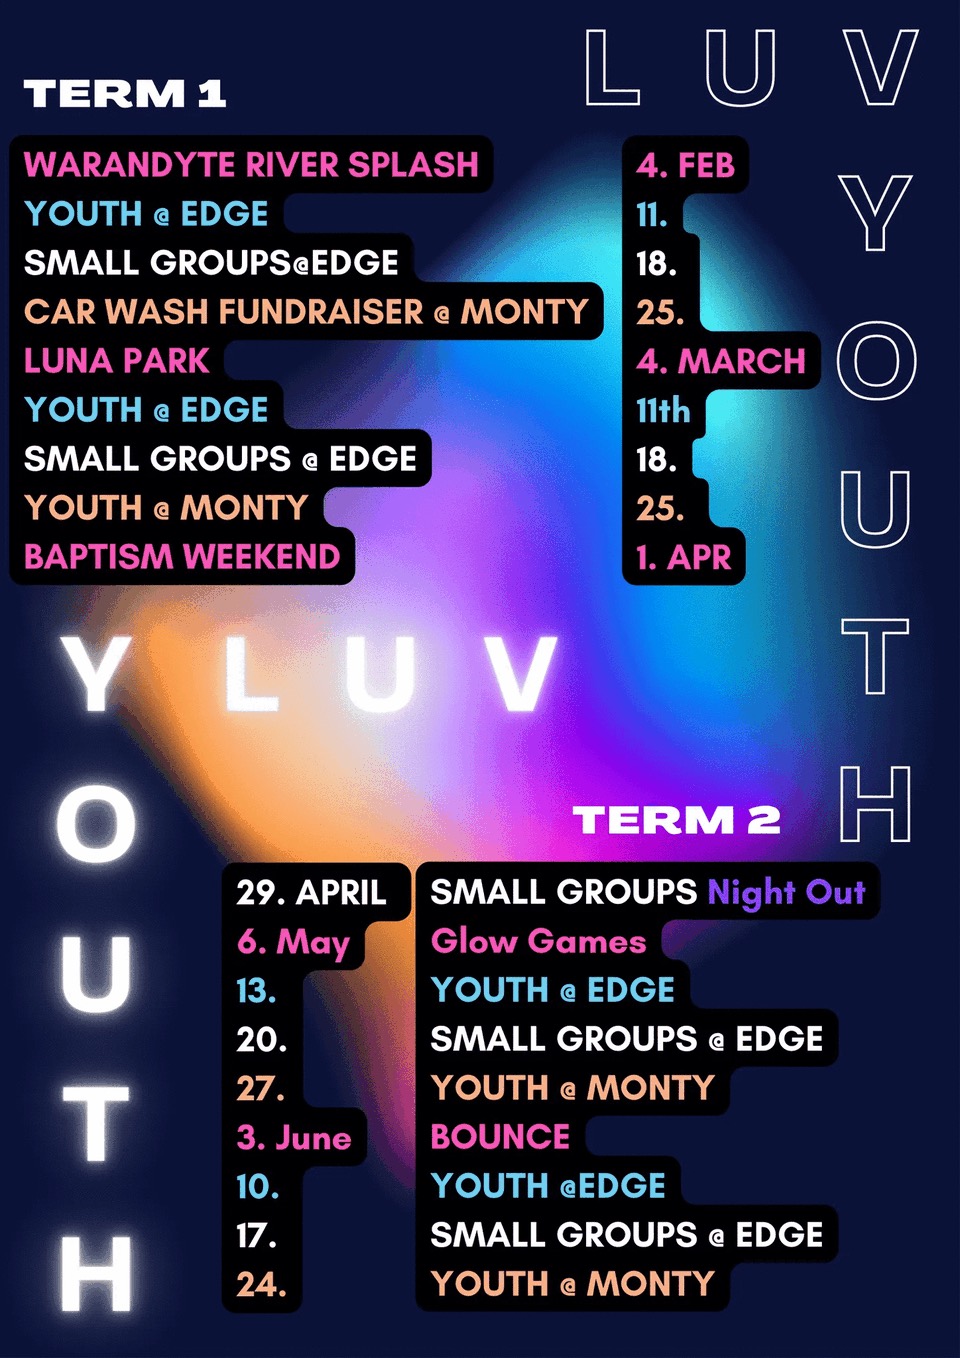 L U V
TERM 1
WARANDYTE RIVER SPLASH 4. FEB
YOUTH @ EDGE 11.
SMALL GROUPS@EDGE 18.
CAR WASH FUNDRAISER @ MONTY 25.
LUNA PARK 4. MARCH
YOUTH @ EDGE 11th
SMALL GROUPS @ EDGE 18.
YOUTH @ MONTY 25.
BAPTISM WEEKEND 1. APR
Y O U T H
L U V
Y O U T H
TERM 2
29. APRIL SMALL GROUPS Night Out
6. May Glow Games
13. YOUTH @ EDGE
20. SMALL GROUPS @ EDGE
27. YOUTH @ MONTY
3. June BOUNCE
10. YOUTH @EDGE
17. SMALL GROUPS @ EDGE
24. YOUTH @ MONTY